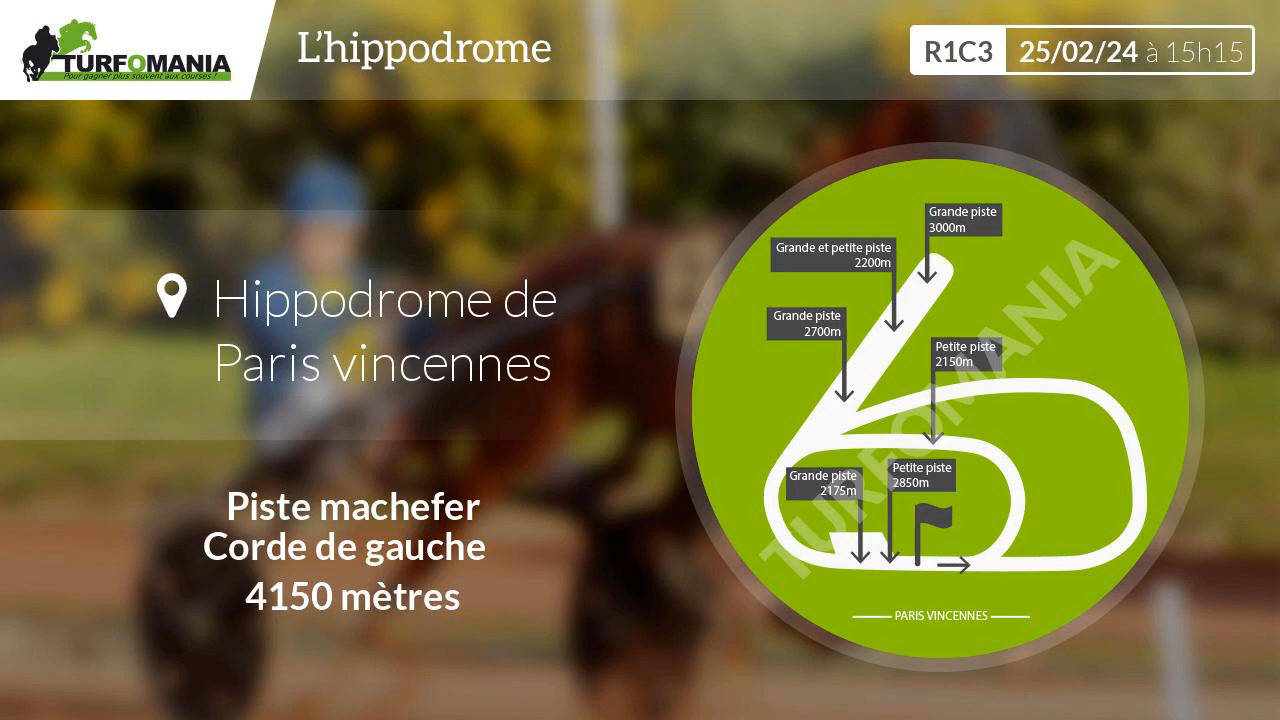 TURFOMANIA
Pour gagner plus souvent aux courses !
L'hippodrome
R1C3
25/02/24 à 15h15
Hippodrome de
Paris vincennes
Piste machefer
Corde de gauche
4150 mètres
Grande piste
3000m
Grande et petite piste
2200m
Grande piste
2700m
Petite piste
2150m
Grande piste
2175m
Petite piste
2850m
TURFOMANIA
PARIS VINCENNES